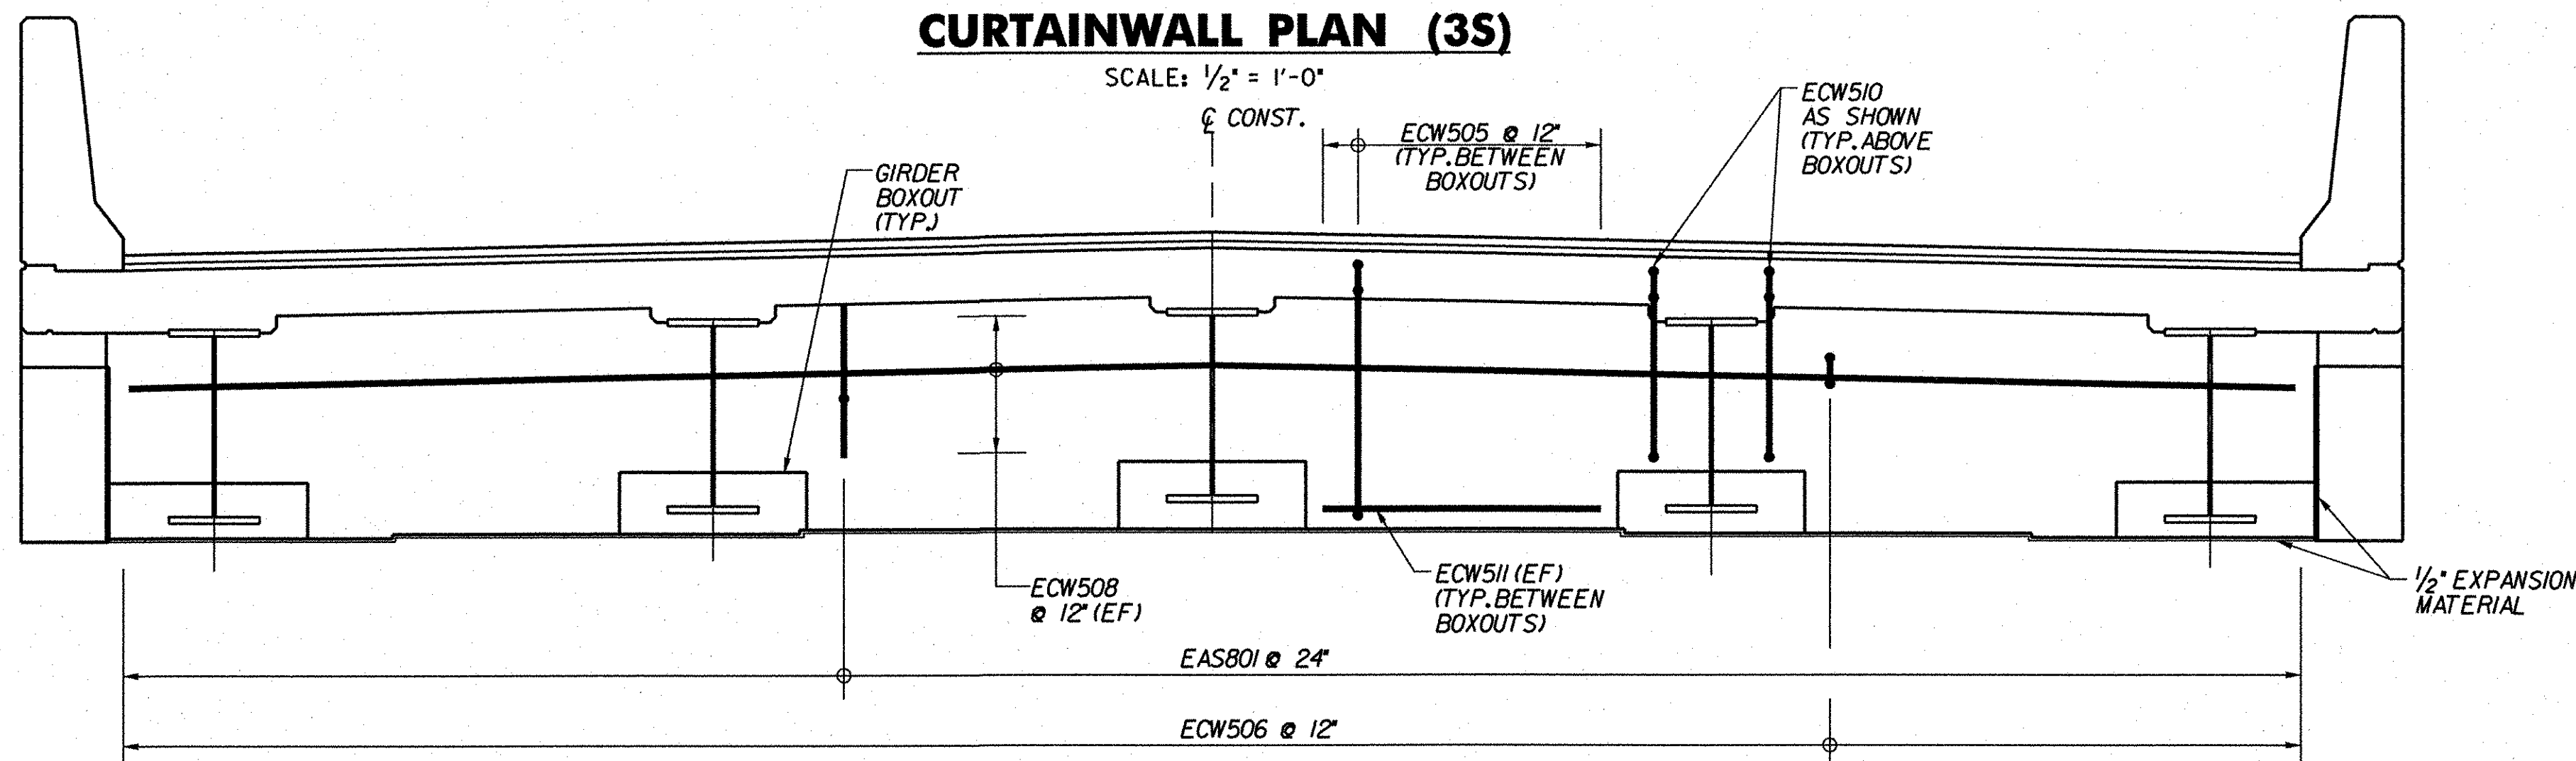 CURTAINWALL PLAN (3S)
SCALE: 1/2" = 1'-0"
℄ CONST.
ECW505 @ 12"
(TYP. BETWEEN
BOXOUTS)
ECW510
AS SHOWN
(TYP. ABOVE
BOXOUTS)
GIRDER
BOXOUT
(TYP.)
ECW508
@ 12" (EF)
ECW511 (EF)
(TYP. BETWEEN
BOXOUTS)
1/2" EXPANSION
MATERIAL
EAS801 @ 24"
ECW506 @ 12"